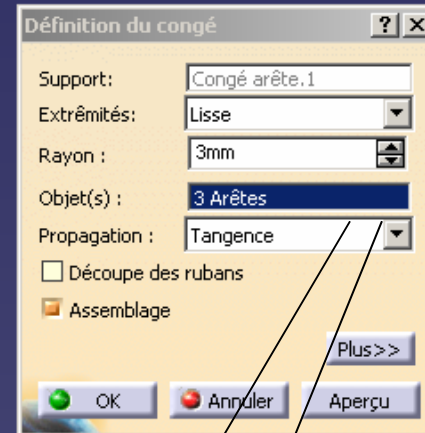 Définition du congé
Support: Congé arête.1
Extrêmités: Lisse
Rayon : 3mm
Objet(s) : 3 Arêtes
Propagation : Tangence
Découpe des rubans
Assemblage
Plus>>
OK Annuler Aperçu